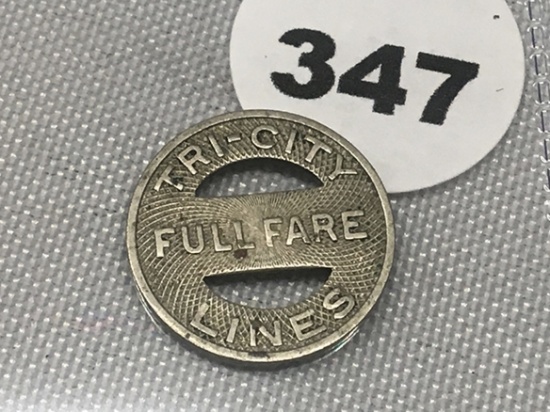 347
TRI-CITY
FULL FARE
LINES